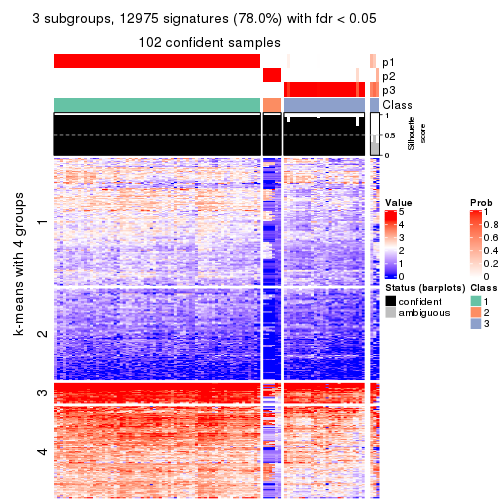 3 subgroups, 12975 signatures (78.0%) with fdr < 0.05
102 confident samples
p1
p2
p3
Class
1
0.5
0
Silhouette
score
k-means with 4 groups
1
2
3
4
Value
5
4
3
2
1
0
Prob
1
0.8
0.6
0.4
0.2
0
Status (barplots)
confident
ambiguous
Class
1
2
3